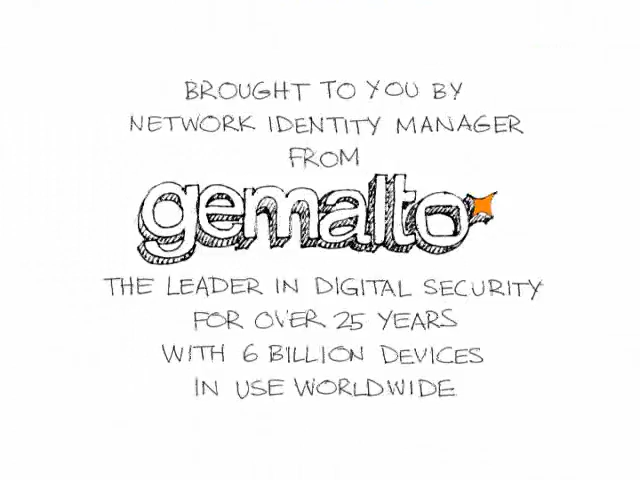 BROUGHT TO YOU BY
NETWORK IDENTITY MANAGER
FROM
gemalto
THE LEADER IN DIGITAL SECURITY
FOR OVER 25 YEARS
WITH 6 BILLION DEVICES
IN USE WORLDWIDE